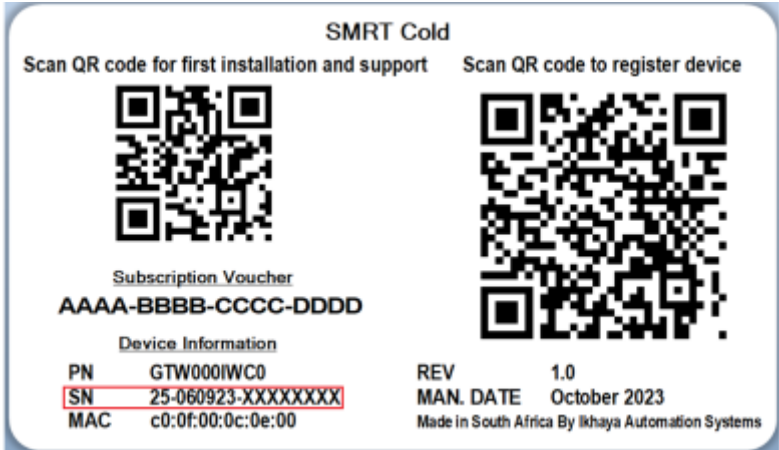 SMRT Cold
Scan QR code for first installation and support
Scan QR code to register device
Subscription Voucher
AAAA-BBBB-CCCC-DDDD
Device Information
PN GTW000IWC0
SN 25-060923-XXXXXXXX
MAC c0:0f:00:0c:0e:00
REV 1.0
MAN. DATE October 2023
Made in South Africa By Ikhaya Automation Systems